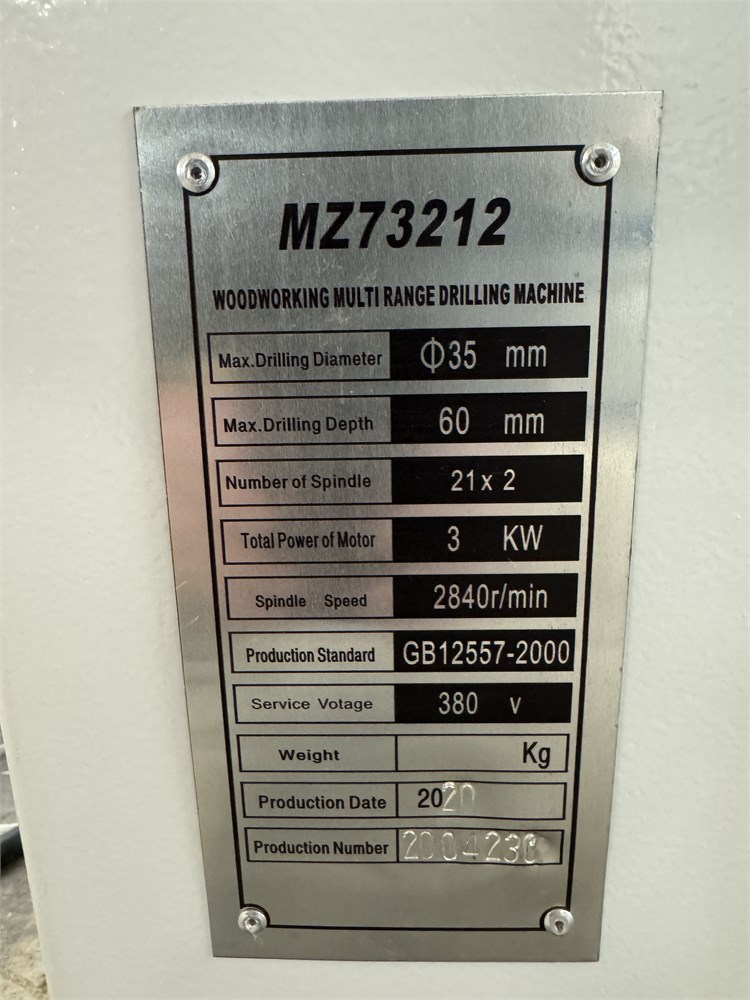 MZ73212
WOODWORKING MULTI RANGE DRILLING MACHINE
Max.Drilling Diameter Φ35 mm
Max.Drilling Depth 60 mm
Number of Spindle 21x2
Total Power of Motor 3 KW
Spindle Speed 2840r/min
Production Standard GB12557-2000
Service Votage 380 v
Weight Kg
Production Date 2020
Production Number